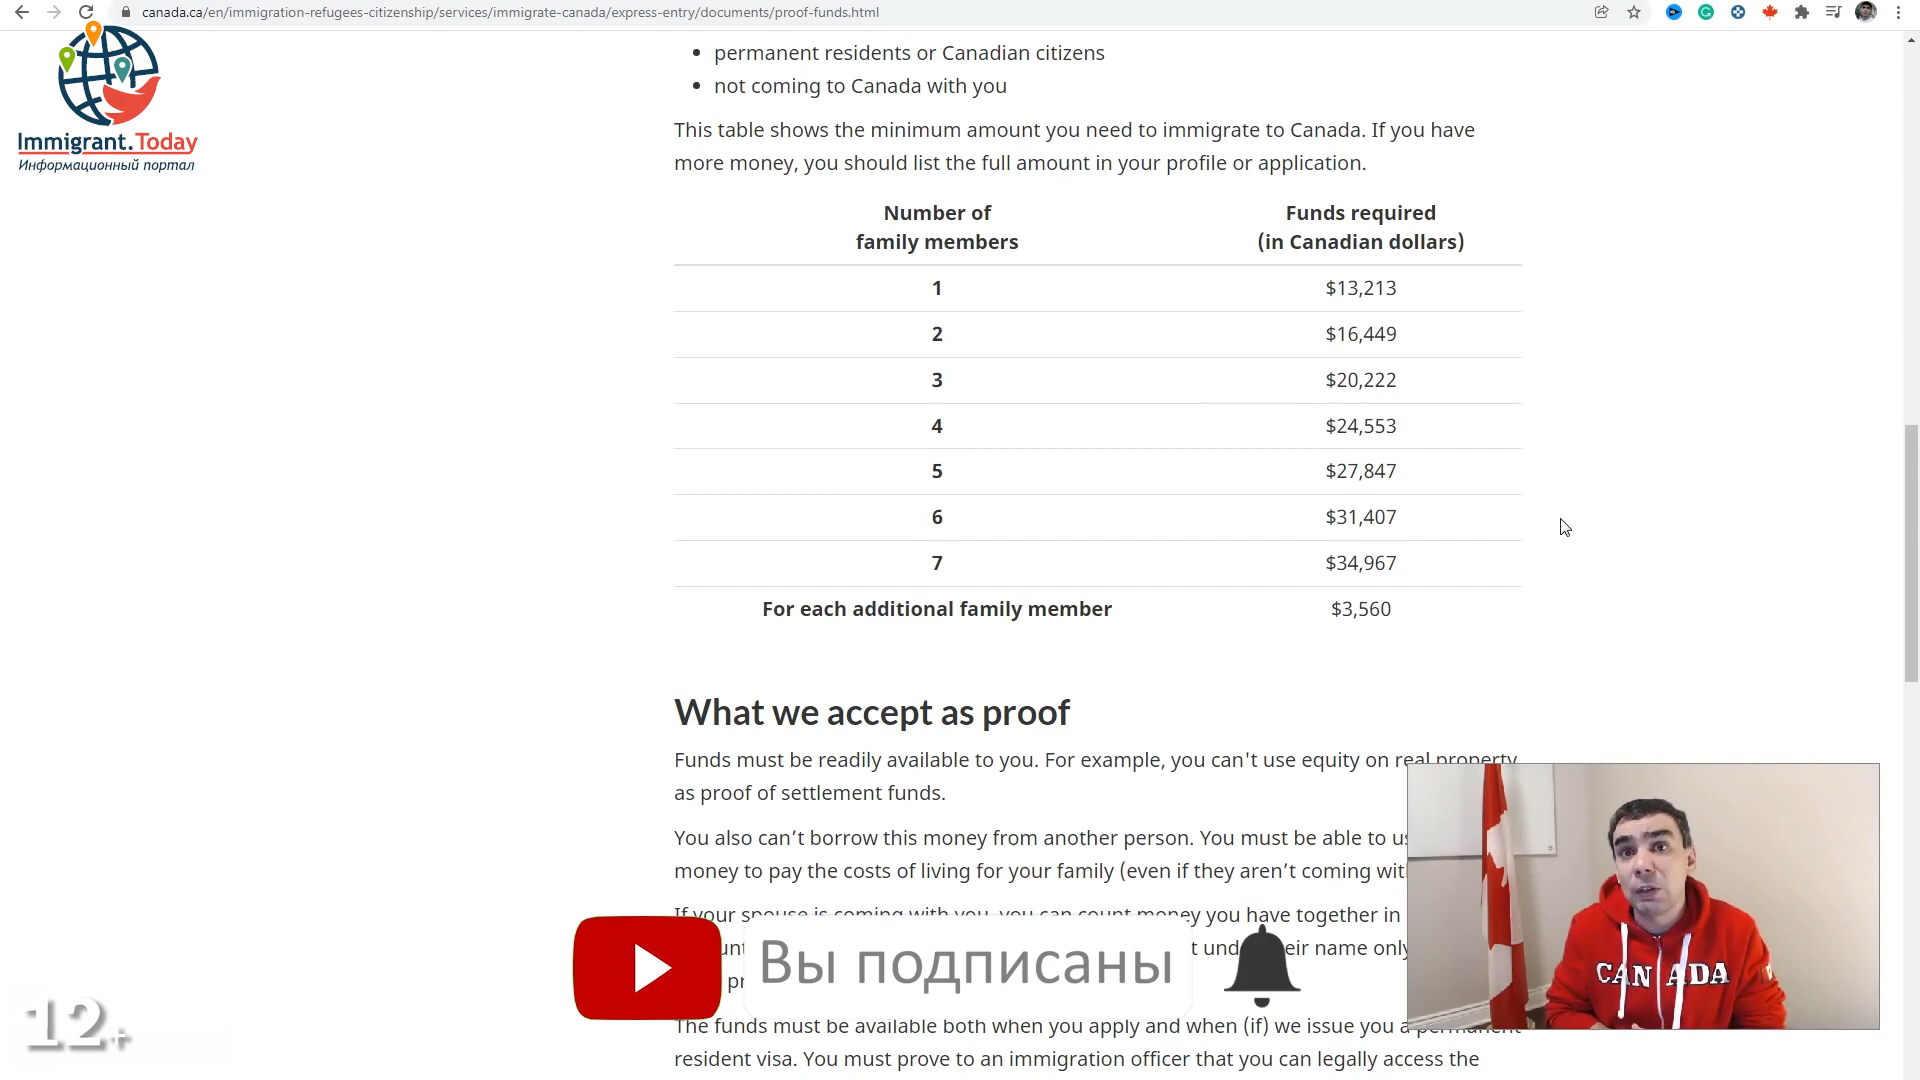 canada.ca/en/immigration-refugees-citizenship/services/immigrate-canada/express-entry/documents/proof-funds.html
Immigrant.Today
Информационный портал
permanent residents or Canadian citizens
not coming to Canada with you
This table shows the minimum amount you need to immigrate to Canada. If you have
more money, you should list the full amount in your profile or application.
Number of
family members
Funds required
(in Canadian dollars)
1 $13,213
2 $16,449
3 $20,222
4 $24,553
5 $27,847
6 $31,407
7 $34,967
For each additional family member $3,560
What we accept as proof
Funds must be readily available to you. For example, you can't use equity on real property
as proof of settlement funds.
You also can’t borrow this money from another person. You must be able to
money to pay the costs of living for your family (even if they aren’t coming
If your spouse is coming with you, you can count money you have together in
name only
Вы подписаны
The funds must be available both when you apply and when (if) we issue you a permanent
resident visa. You must prove to an immigration officer that you can legally access the
CANADA
12+